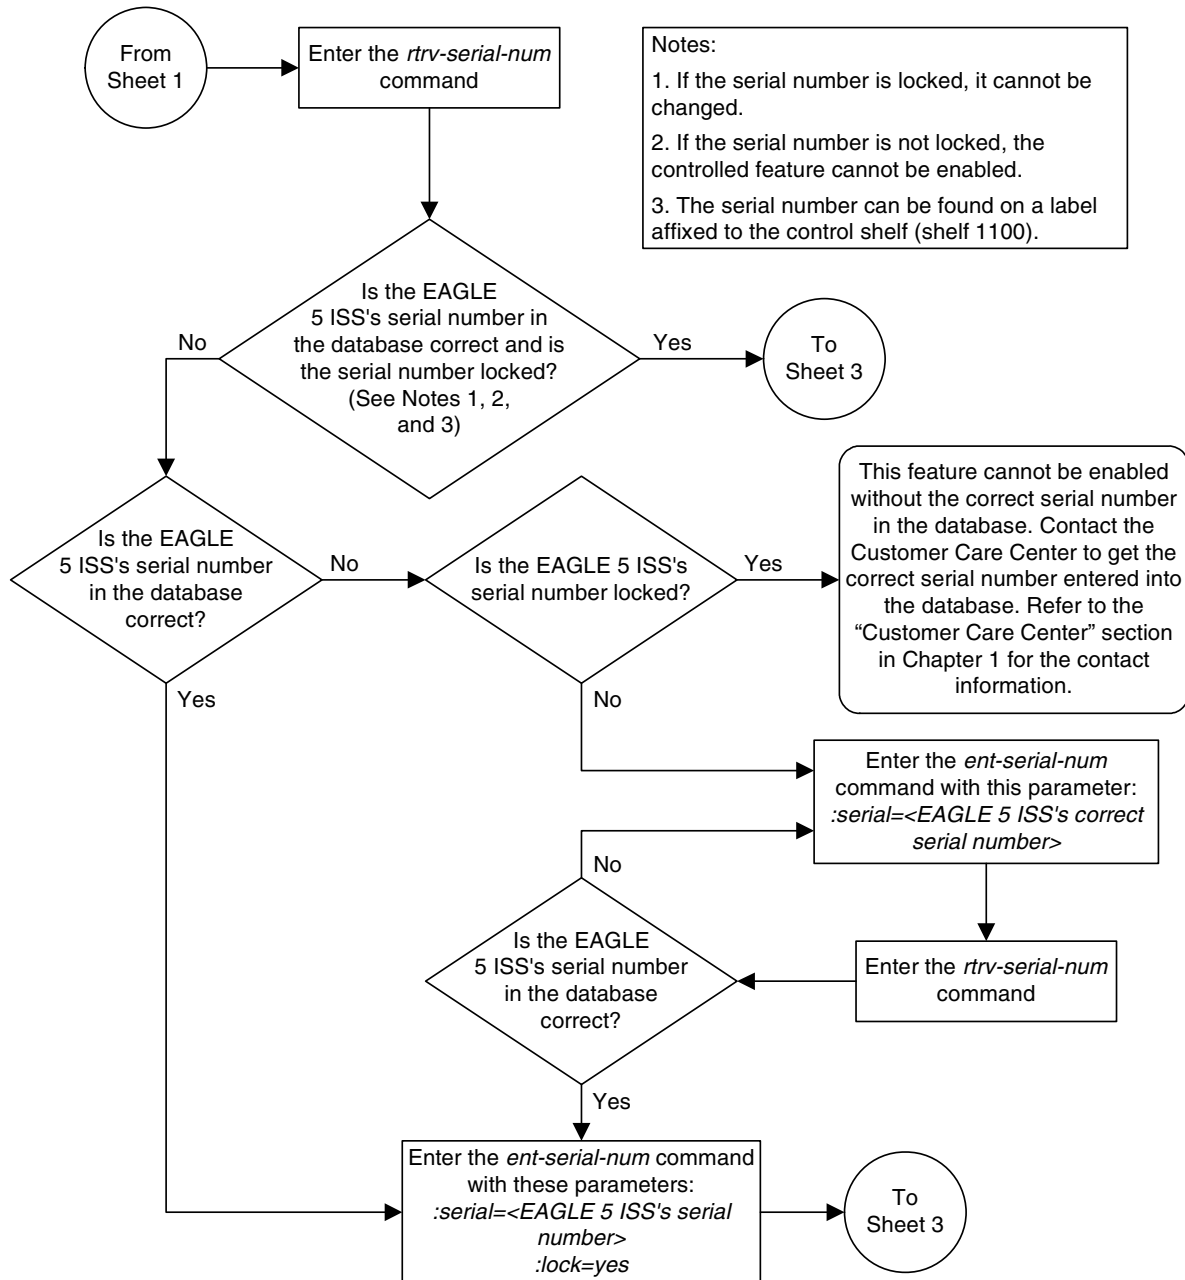 From
Sheet 1
Enter the rtrv-serial-num
command
Notes:
1. If the serial number is locked, it cannot be
changed.
2. If the serial number is not locked, the
controlled feature cannot be enabled.
3. The serial number can be found on a label
affixed to the control shelf (shelf 1100).
Is the EAGLE
5 ISS's serial number in
the database correct and is
the serial number locked?
(See Notes 1, 2,
and 3)
No
Yes
To
Sheet 3
Is the EAGLE
5 ISS's serial number
in the database
correct?
No
Yes
Is the EAGLE 5 ISS's
serial number locked?
Yes
No
This feature cannot be enabled
without the correct serial number
in the database. Contact the
Customer Care Center to get the
correct serial number entered into
the database. Refer to the
“Customer Care Center” section
in Chapter 1 for the contact
information.
Enter the ent-serial-num
command with this parameter:
:serial=<EAGLE 5 ISS's correct
serial number>
Enter the rtrv-serial-num
command
No
Is the EAGLE
5 ISS's serial number
in the database
correct?
Yes
Enter the ent-serial-num command
with these parameters:
:serial=<EAGLE 5 ISS's serial
number>
:lock=yes
To
Sheet 3